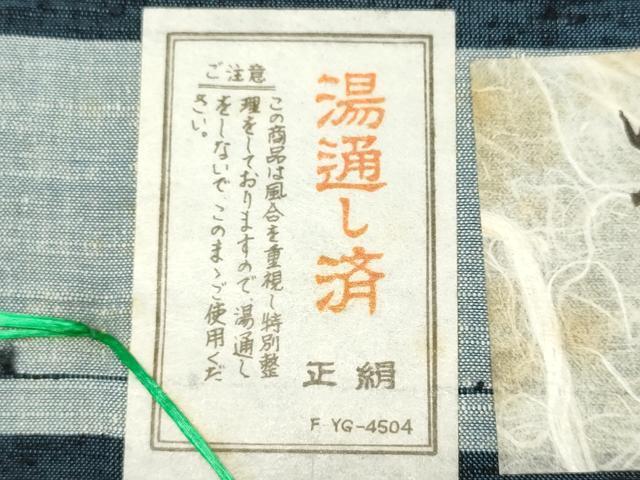 湯通し済
ご注意
この商品は風合を重視し特別整
理をしておりますので、湯通し
をしないで、このまゝご使用くだ
さい。
正絹
F YG-4504